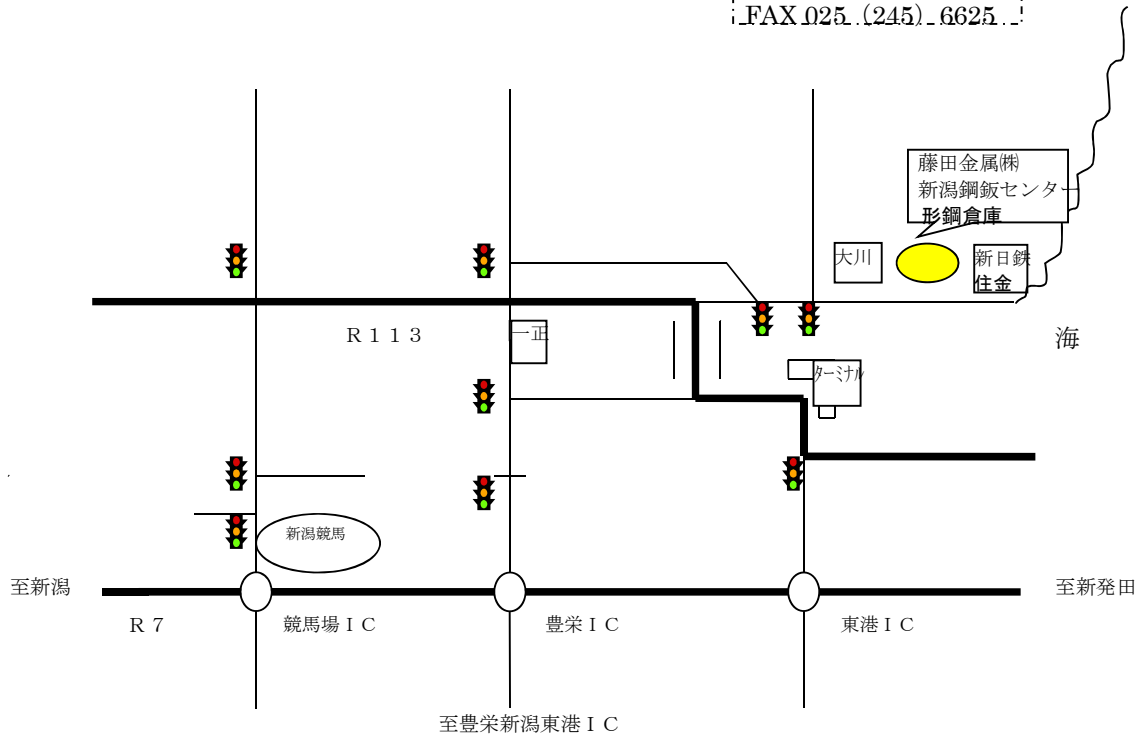 FAX 025（245）6625
藤田金属㈱
新潟鋼鈑センター
形鋼倉庫
大川
新日鉄
住金
Ｒ１１３
一正
海
ターミナル
新潟競馬
至新潟
至新発田
Ｒ７
競馬場ＩＣ
豊栄ＩＣ
東港ＩＣ
至豊栄新潟東港ＩＣ